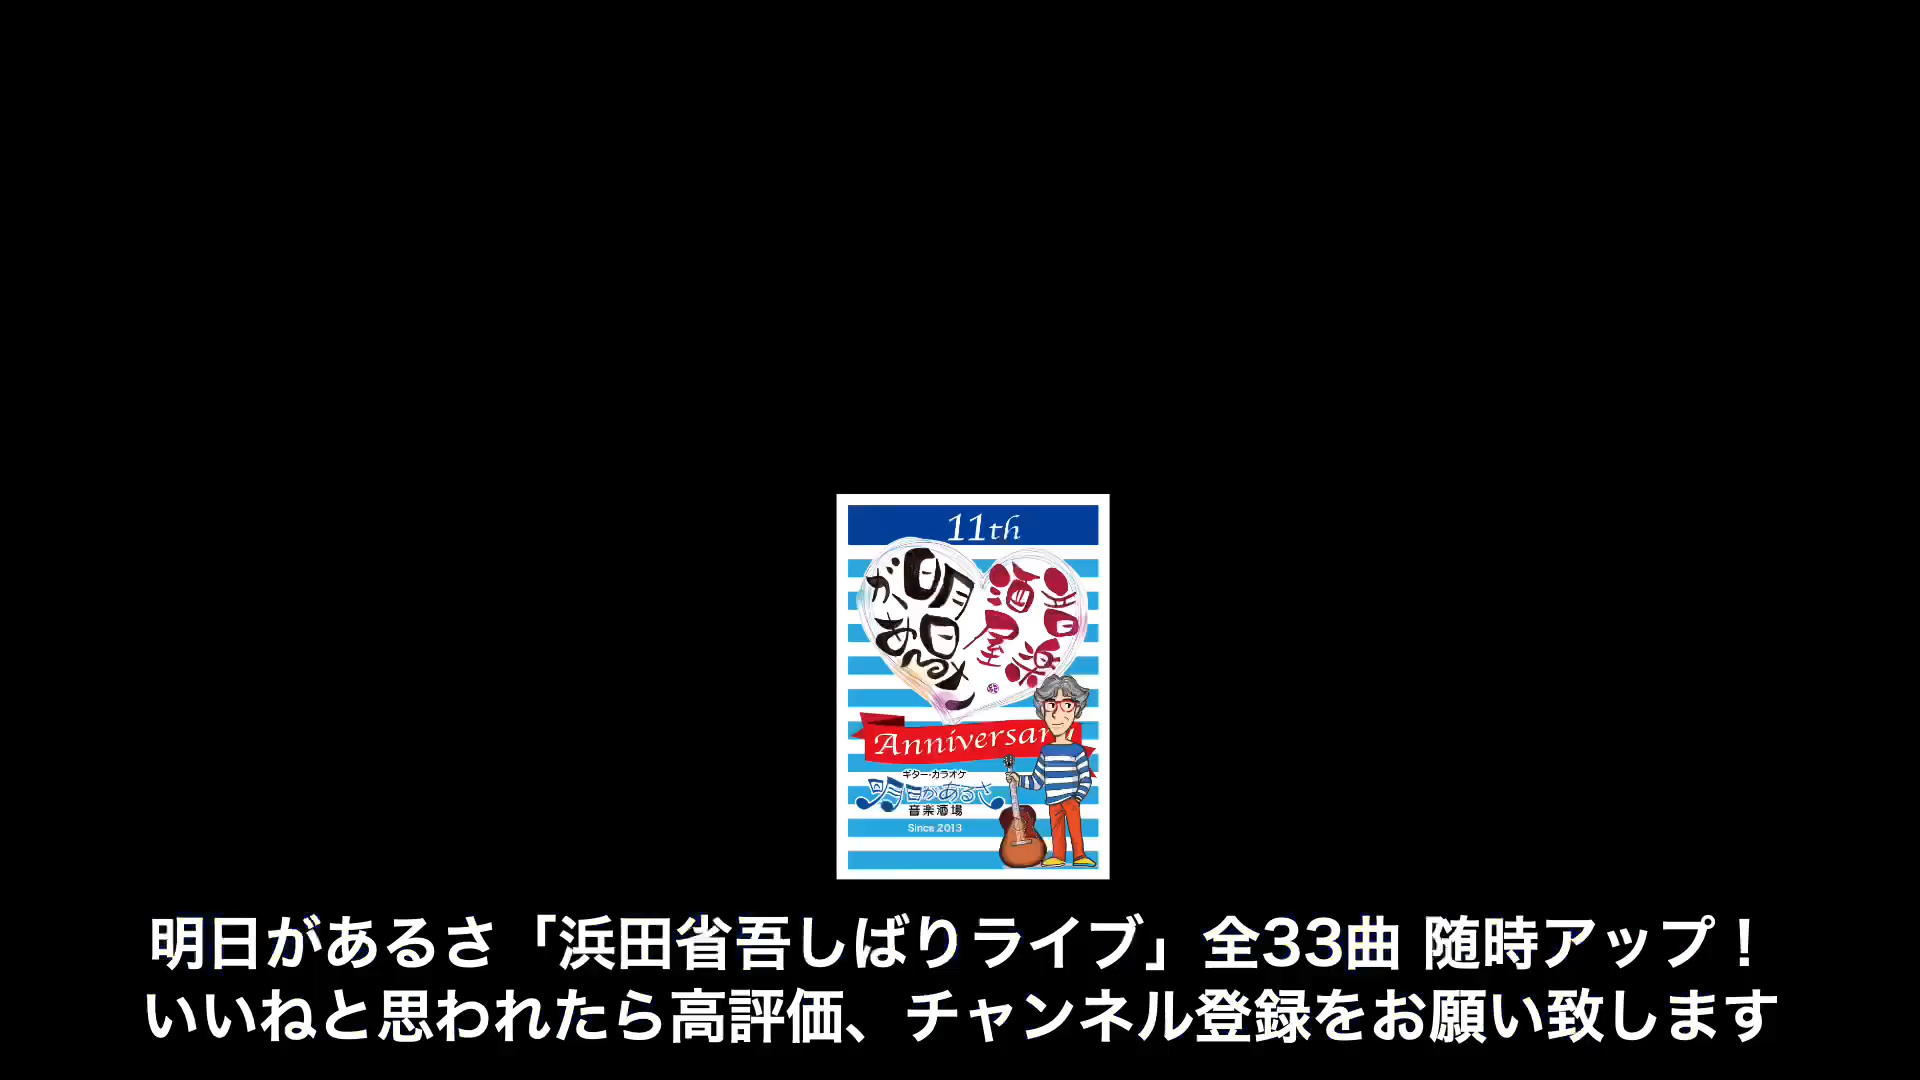 11th
音楽
酒屋
明日
があるさ
Anniversary
ギター・カラオケ
明日があるさ
音楽酒場
Since 2013
明日があるさ「浜田省吾しばりライブ」全33曲 随時アップ！
いいねと思われたら高評価、チャンネル登録をお願い致します